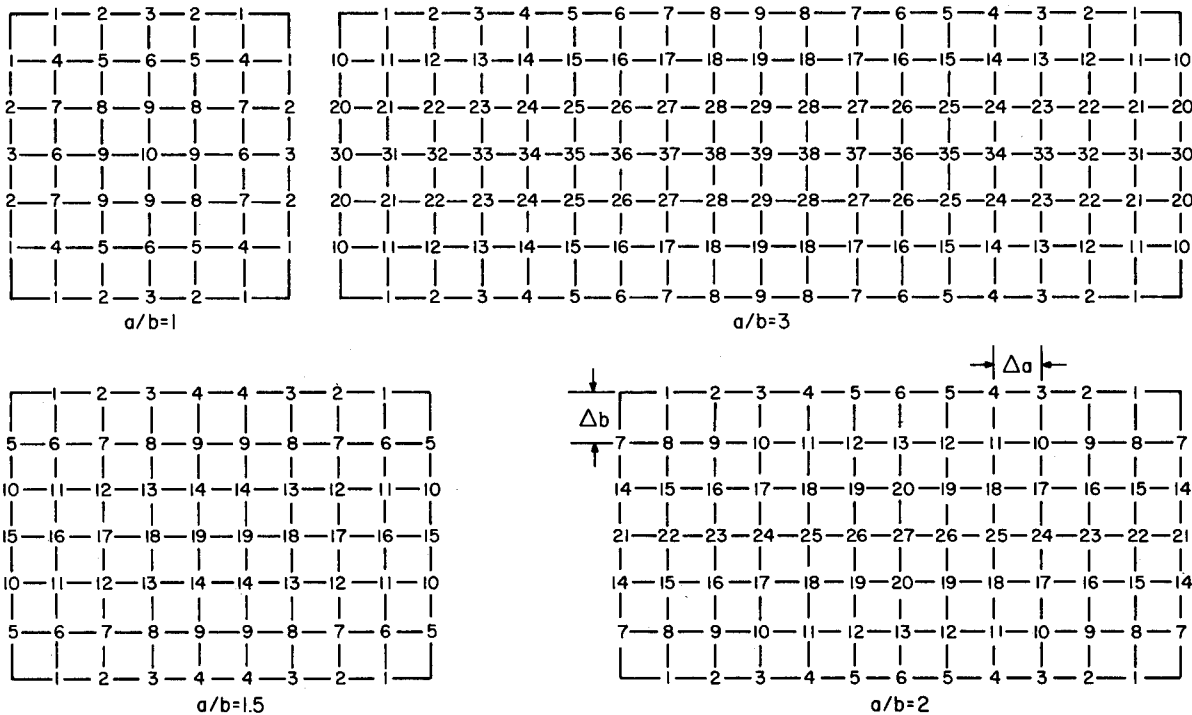 1 2 3 2 1
1 4 5 6 5 4 1
2 7 8 9 8 7 2
3 6 9 10 9 6 3
2 7 9 9 8 7 2
1 4 5 6 5 4 1
1 2 3 2 1
a/b=1
1 2 3 4 5 6 7 8 9 8 7 6 5 4 3 2 1
10 11 12 13 14 15 16 17 18 19 18 17 16 15 14 13 12 11 10
20 21 22 23 24 25 26 27 28 29 28 27 26 25 24 23 22 21 20
30 31 32 33 34 35 36 37 38 39 38 37 36 35 34 33 32 31 30
20 21 22 23 24 25 26 27 28 29 28 27 26 25 24 23 22 21 20
10 11 12 13 14 15 16 17 18 19 18 17 16 15 14 13 12 11 10
1 2 3 4 5 6 7 8 9 8 7 6 5 4 3 2 1
a/b=3
1 2 3 4 4 3 2 1
5 6 7 8 9 9 8 7 6 5
10 11 12 13 14 14 13 12 11 10
15 16 17 18 19 19 18 17 16 15
10 11 12 13 14 14 13 12 11 10
5 6 7 8 9 9 8 7 6 5
1 2 3 4 4 3 2 1
a/b=1.5
Δa
Δb
1 2 3 4 5 6 5 4 3 2 1
7 8 9 10 11 12 13 12 11 10 9 8 7
14 15 16 17 18 19 20 19 18 17 16 15 14
21 22 23 24 25 26 27 26 25 24 23 22 21
14 15 16 17 18 19 20 19 18 17 16 15 14
7 8 9 10 11 12 13 12 11 10 9 8 7
1 2 3 4 5 6 5 4 3 2 1
a/b=2